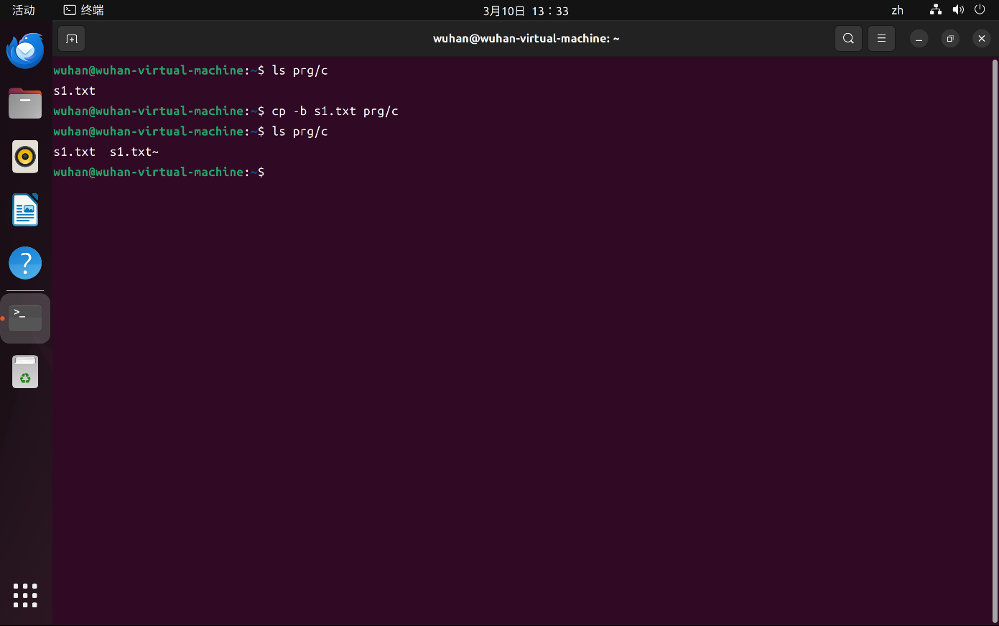 活动 终端 3月10日 13：33 zh
wuhan@wuhan-virtual-machine: ~
wuhan@wuhan-virtual-machine:~$ ls prg/c
s1.txt
wuhan@wuhan-virtual-machine:~$ cp -b s1.txt prg/c
wuhan@wuhan-virtual-machine:~$ ls prg/c
s1.txt  s1.txt~
wuhan@wuhan-virtual-machine:~$